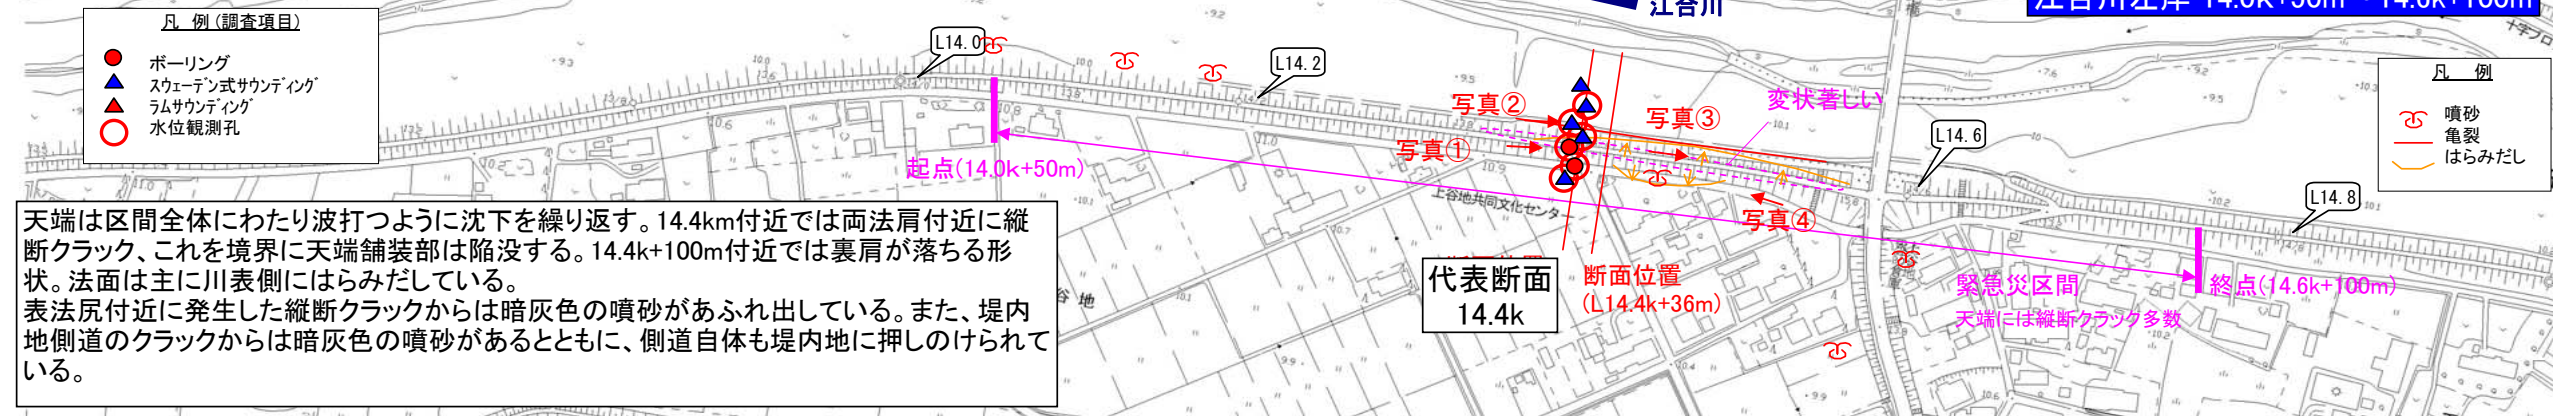 凡 例(調査項目)
ボーリング
スウェーデン式サウンディング
ラムサウンディング
水位観測孔
江合川
凡 例
噴砂
亀裂
はらみだし
L14.0
L14.2
L14.6
L14.8
写真②
写真①
写真③
写真④
変状著しい
起点(14.0k+50m)
上谷地共同文化センター
代表断面
14.4k
断面位置
(L14.4k+36m)
緊急災区間
天端には縦断クラック多数
終点(14.6k+100m)
天端は区間全体にわたり波打つように沈下を繰り返す。14.4km付近では両法肩付近に縦
断クラック、これを境界に天端舗装部は陥没する。14.4k+100m付近では裏肩が落ちる形
状。法面は主に川表側にはらみだしている。
表法尻付近に発生した縦断クラックからは暗灰色の噴砂があふれ出している。また、堤内
地側道のクラックからは暗灰色の噴砂があるとともに、側道自体も堤内地に押しのけられて
いる。